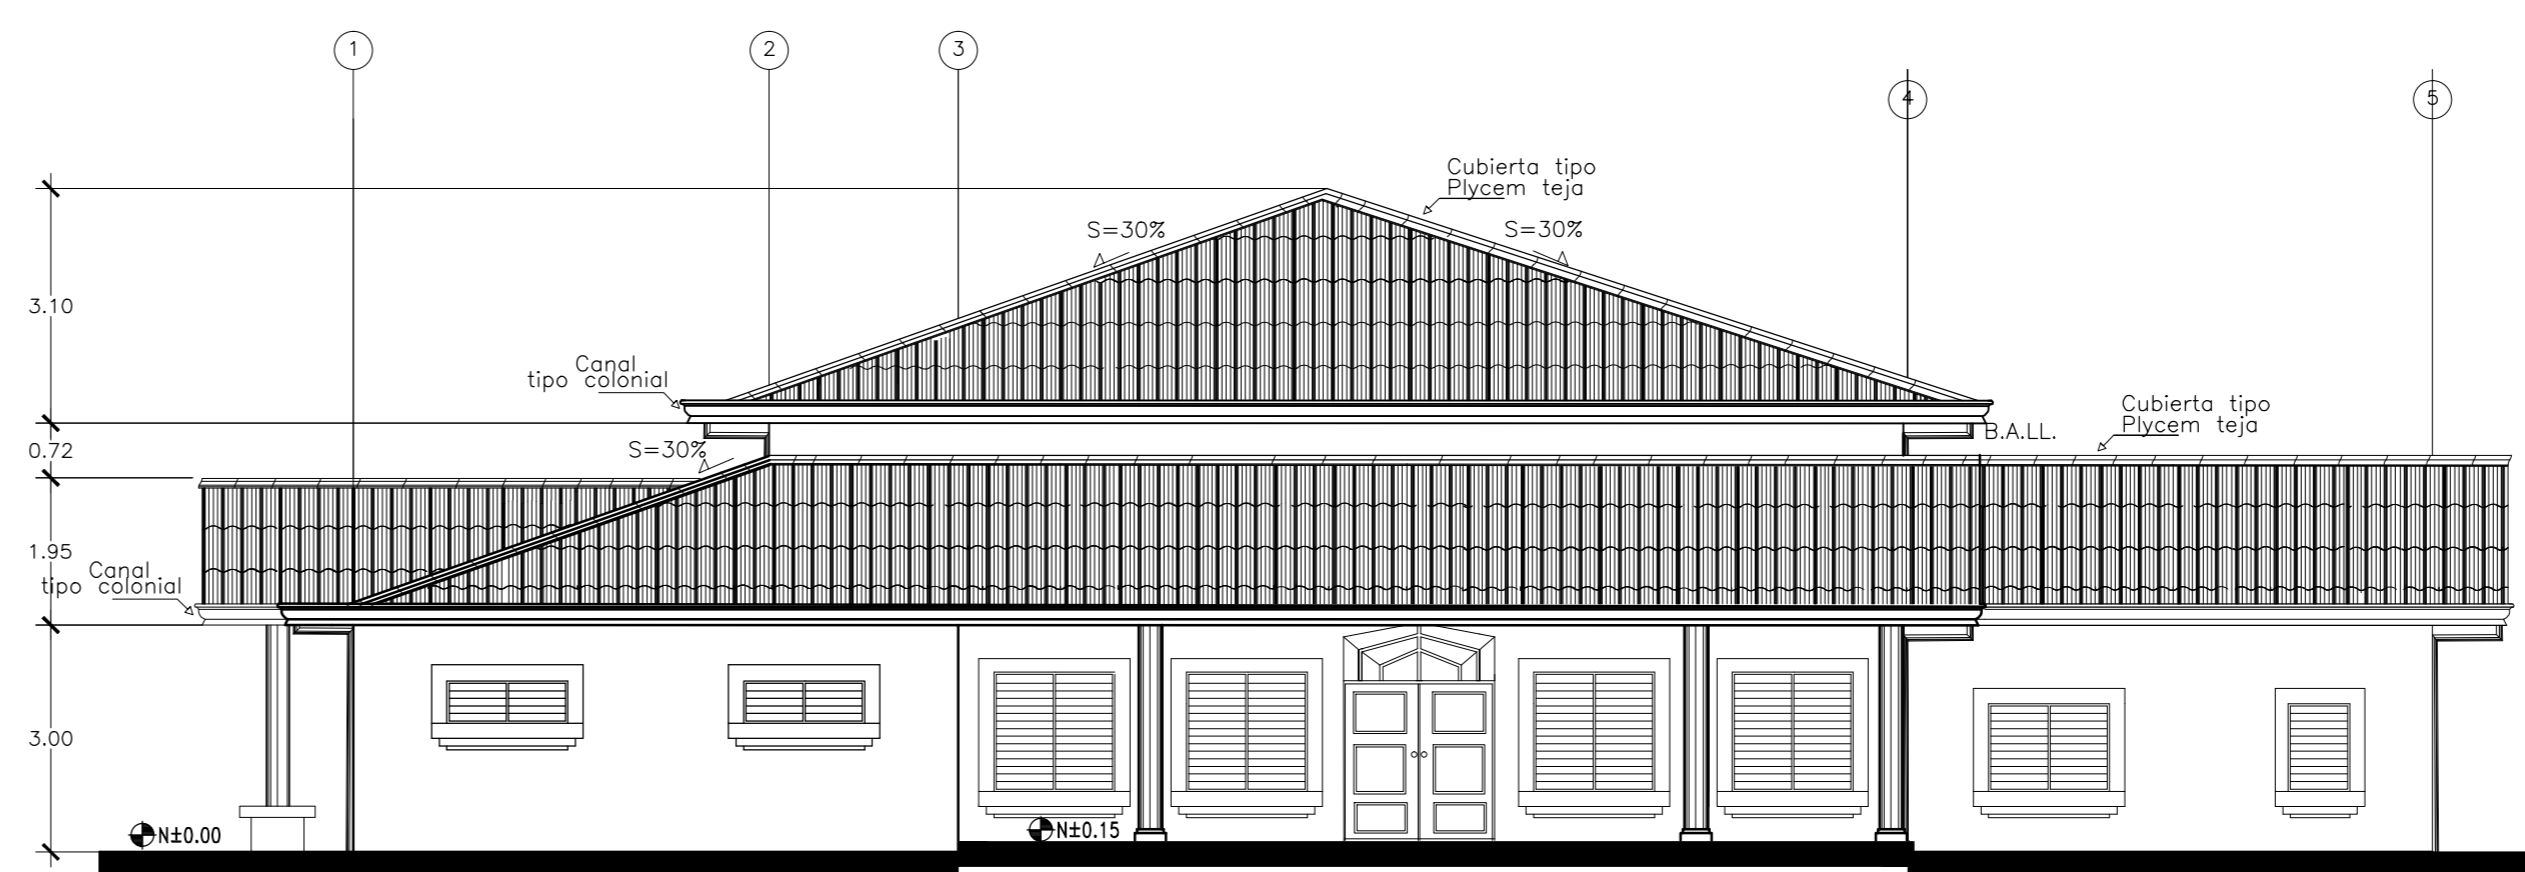 1
2
3
4
5
Cubierta tipo
Plycem teja
S=30%
S=30%
3.10
Canal
tipo colonial
Cubierta tipo
Plycem teja
B.A.LL.
0.72
S=30%
1.95
Canal
tipo colonial
3.00
N±0.00
N±0.15